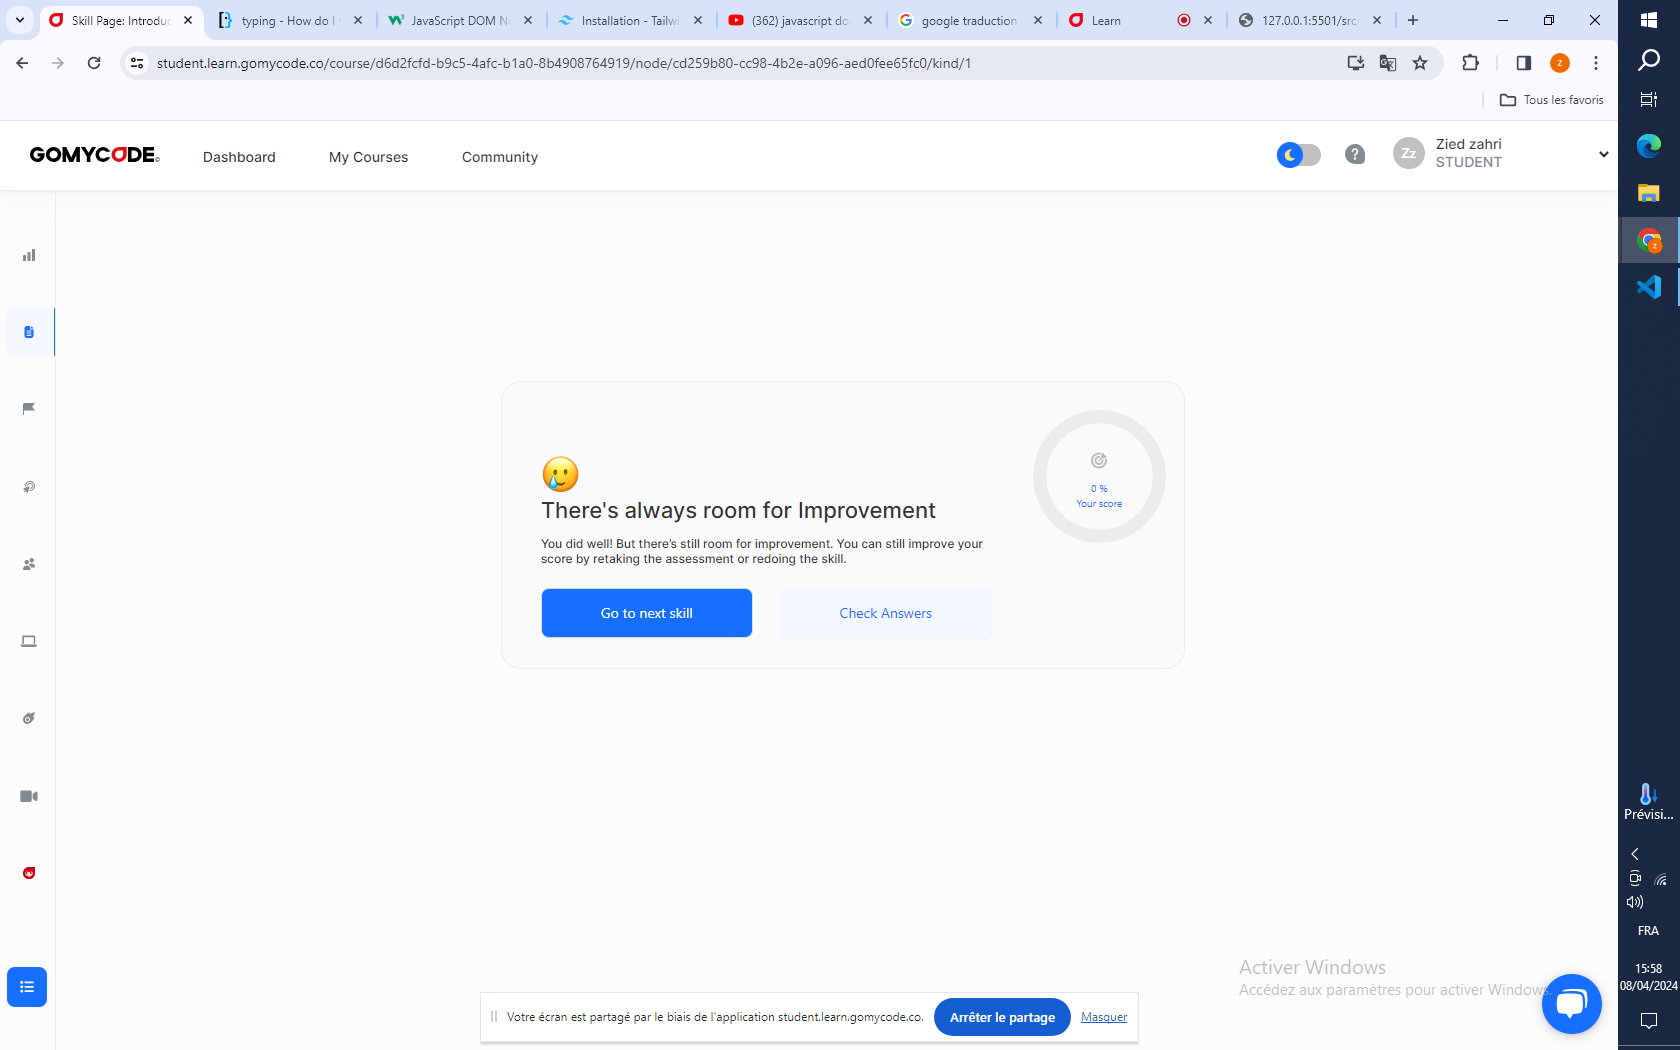 Skill Page: Introduc
typing - How do I
JavaScript DOM No
Installation - Tailwi
(362) javascript do
google traduction
Learn
127.0.0.1:5501/src/
student.learn.gomycode.co/course/d6d2fcfd-b9c5-4afc-b1a0-8b4908764919/node/cd259b80-cc98-4b2e-a096-aed0fee65fc0/kind/1
z
Tous les favoris
GOMYCODE
Dashboard
My Courses
Community
?
Zz
Zied zahri
STUDENT
0 %
Your score
There's always room for Improvement
You did well! But there's still room for improvement. You can still improve your
score by retaking the assessment or redoing the skill.
Go to next skill
Check Answers
Activer Windows
Accédez aux paramètres pour activer Windows.
Votre écran est partagé par le biais de l'application student.learn.gomycode.co.
Arrêter le partage
Masquer
z
Prévisi...
FRA
15:58
08/04/2024